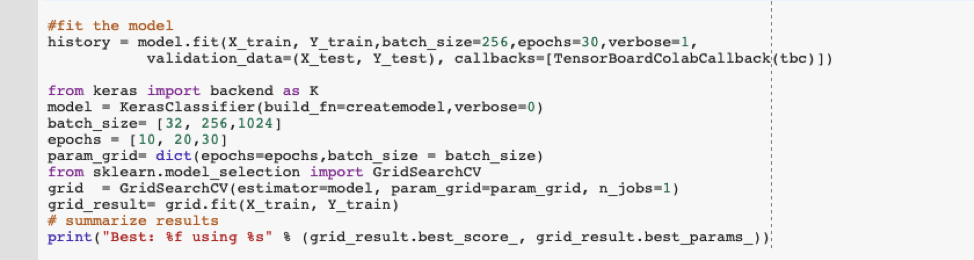 #fit the model
history = model.fit(X_train, Y_train,batch_size=256,epochs=30,verbose=1,
validation_data=(X_test, Y_test), callbacks=[TensorBoardColabCallback(tbc)])
from keras import backend as K
model = KerasClassifier(build_fn=createmodel,verbose=0)
batch_size= [32, 256,1024]
epochs = [10, 20,30]
param_grid= dict(epochs=epochs,batch_size = batch_size)
from sklearn.model_selection import GridSearchCV
grid  = GridSearchCV(estimator=model, param_grid=param_grid, n_jobs=1)
grid_result= grid.fit(X_train, Y_train)
# summarize results
print("Best: %f using %s" % (grid_result.best_score_, grid_result.best_params_))